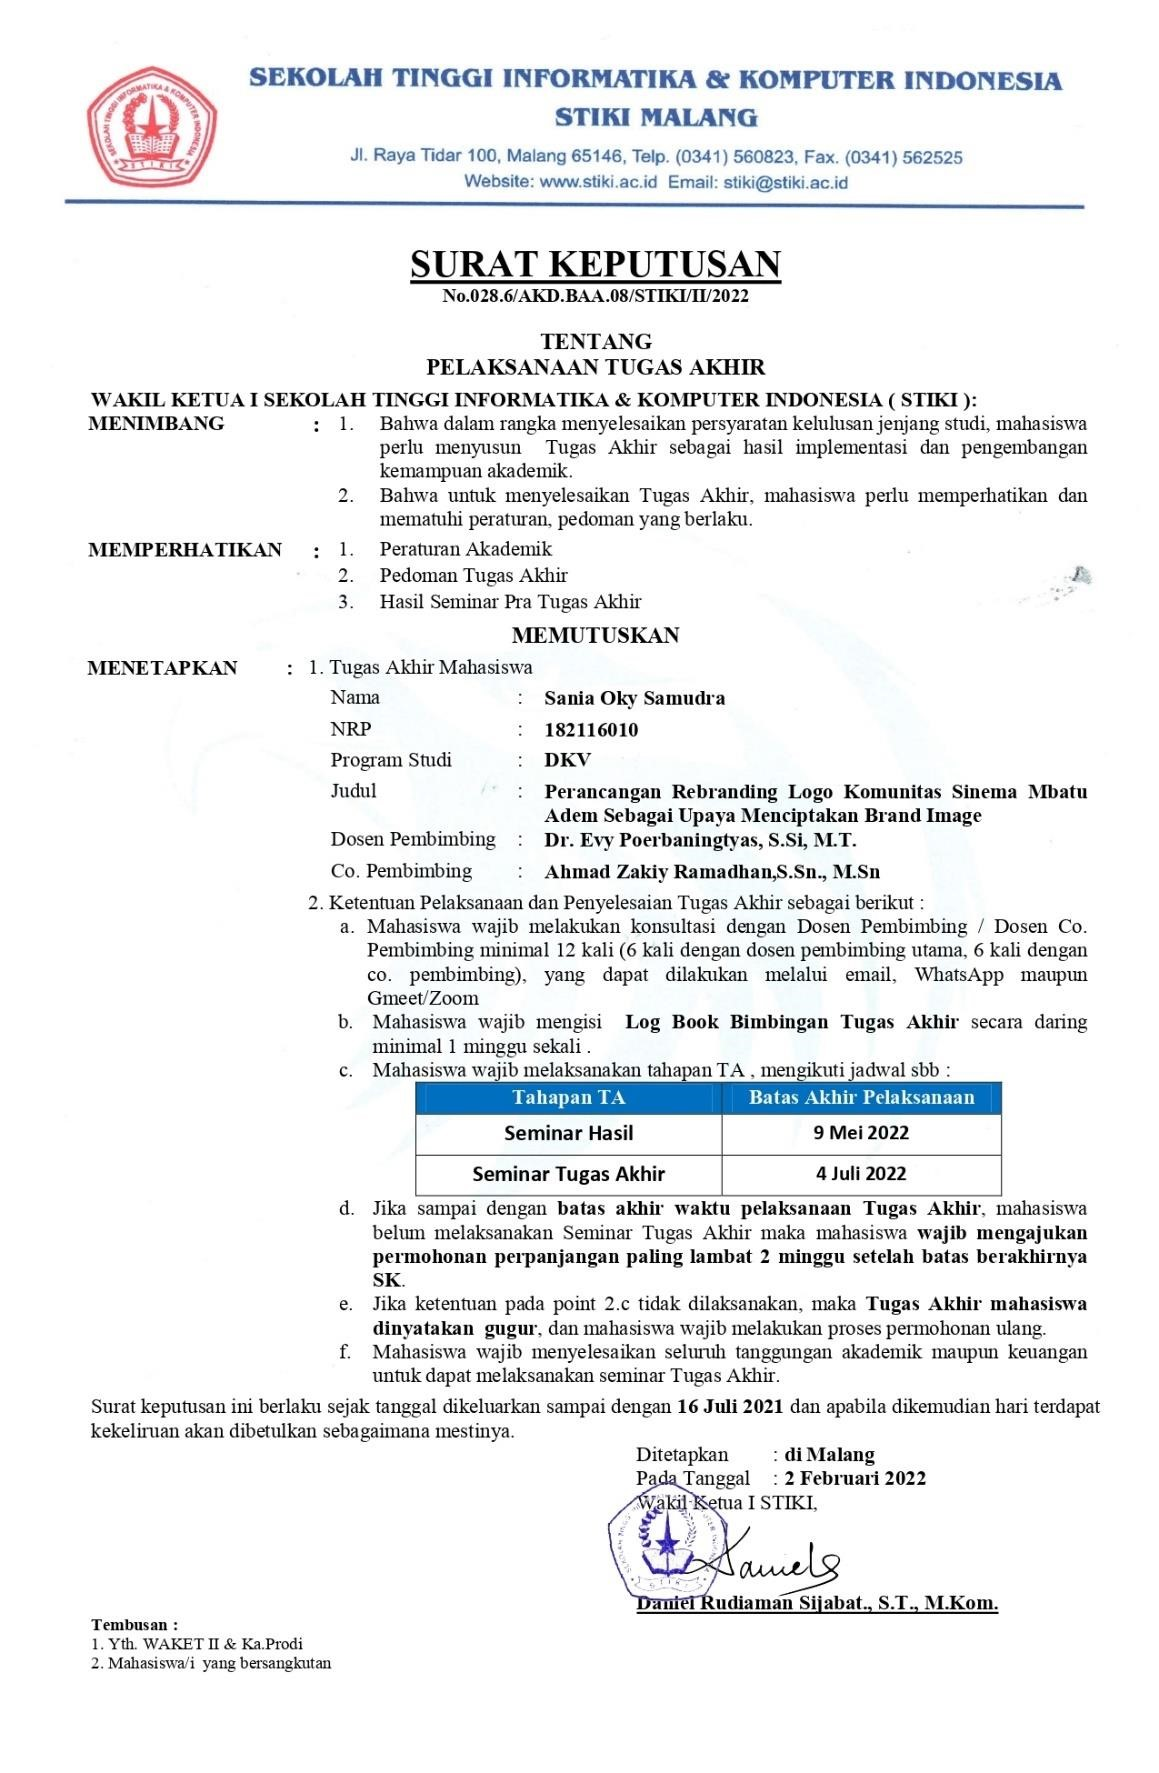 SEKOLAH TINGGI INFORMATIKA & KOMPUTER INDONESIA
STIKI MALANG
Jl. Raya Tidar 100, Malang 65146, Telp. (0341) 560823, Fax. (0341) 562525
Website: www.stiki.ac.id Email: stiki@stiki.ac.id
SEKOLAH TINGGI INFORMATIKA & KOMPUTER INDONESIA
STIKI
SURAT KEPUTUSAN
No.028.6/AKD.BAA.08/STIKI/II/2022
TENTANG
PELAKSANAAN TUGAS AKHIR
WAKIL KETUA I SEKOLAH TINGGI INFORMATIKA & KOMPUTER INDONESIA ( STIKI ):
MENIMBANG : 1. Bahwa dalam rangka menyelesaikan persyaratan kelulusan jenjang studi, mahasiswa
perlu menyusun Tugas Akhir sebagai hasil implementasi dan pengembangan
kemampuan akademik.
2. Bahwa untuk menyelesaikan Tugas Akhir, mahasiswa perlu memperhatikan dan
mematuhi peraturan, pedoman yang berlaku.
MEMPERHATIKAN : 1. Peraturan Akademik
2. Pedoman Tugas Akhir
3. Hasil Seminar Pra Tugas Akhir
MEMUTUSKAN
MENETAPKAN : 1. Tugas Akhir Mahasiswa
Nama : Sania Oky Samudra
NRP : 182116010
Program Studi : DKV
Judul : Perancangan Rebranding Logo Komunitas Sinema Mbatu
Adem Sebagai Upaya Menciptakan Brand Image
Dosen Pembimbing : Dr. Evy Poerbaningtyas, S.Si, M.T.
Co. Pembimbing : Ahmad Zakiy Ramadhan,S.Sn., M.Sn
2. Ketentuan Pelaksanaan dan Penyelesaian Tugas Akhir sebagai berikut :
a. Mahasiswa wajib melakukan konsultasi dengan Dosen Pembimbing / Dosen Co.
Pembimbing minimal 12 kali (6 kali dengan dosen pembimbing utama, 6 kali dengan
co. pembimbing), yang dapat dilakukan melalui email, WhatsApp maupun
Gmeet/Zoom
b. Mahasiswa wajib mengisi Log Book Bimbingan Tugas Akhir secara daring
minimal 1 minggu sekali .
c. Mahasiswa wajib melaksanakan tahapan TA , mengikuti jadwal sbb :
Tahapan TA Batas Akhir Pelaksanaan
Seminar Hasil 9 Mei 2022
Seminar Tugas Akhir 4 Juli 2022
d. Jika sampai dengan batas akhir waktu pelaksanaan Tugas Akhir, mahasiswa
belum melaksanakan Seminar Tugas Akhir maka mahasiswa wajib mengajukan
permohonan perpanjangan paling lambat 2 minggu setelah batas berakhirnya
SK.
e. Jika ketentuan pada point 2.c tidak dilaksanakan, maka Tugas Akhir mahasiswa
dinyatakan gugur, dan mahasiswa wajib melakukan proses permohonan ulang.
f. Mahasiswa wajib menyelesaikan seluruh tanggungan akademik maupun keuangan
untuk dapat melaksanakan seminar Tugas Akhir.
Surat keputusan ini berlaku sejak tanggal dikeluarkan sampai dengan 16 Juli 2021 dan apabila dikemudian hari terdapat
kekeliruan akan dibetulkan sebagaimana mestinya.
Ditetapkan : di Malang
Pada Tanggal : 2 Februari 2022
Wakil Ketua I STIKI,
Daniel Rudiaman Sijabat., S.T., M.Kom.
Tembusan :
1. Yth. WAKET II & Ka.Prodi
2. Mahasiswa/i yang bersangkutan